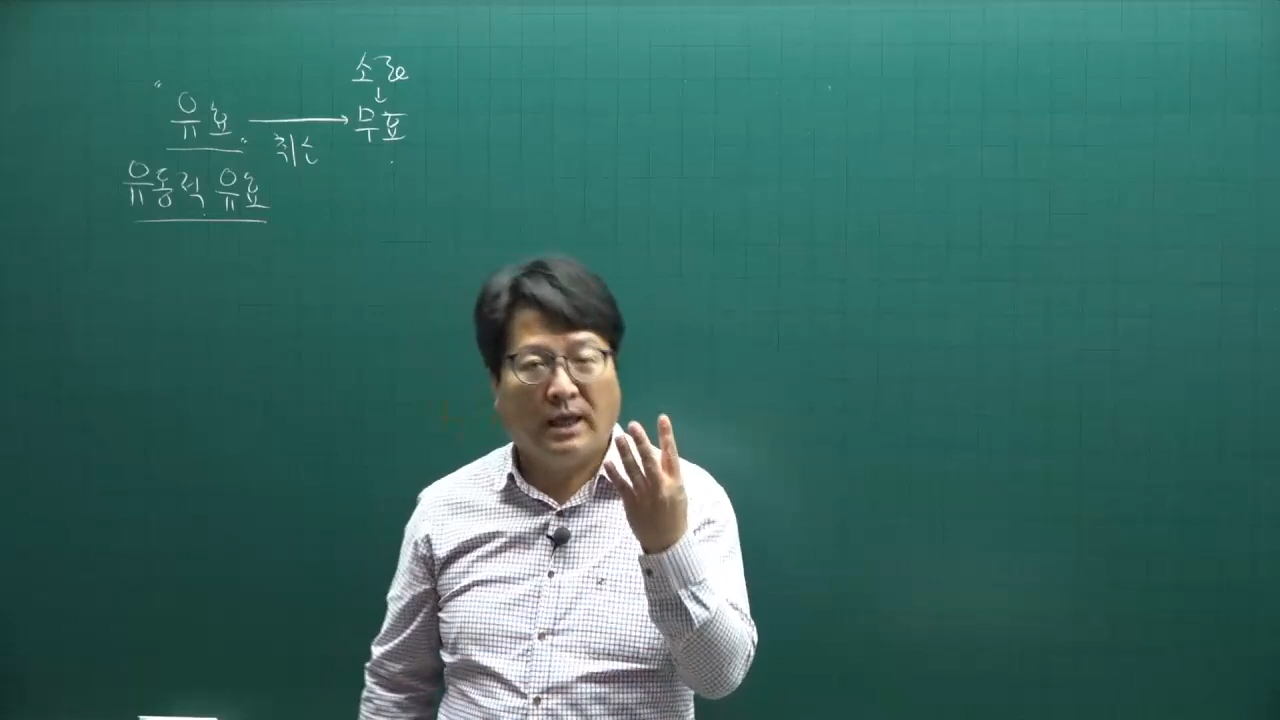 소급
↓
"유효" → 무효
취소
유동적 유효